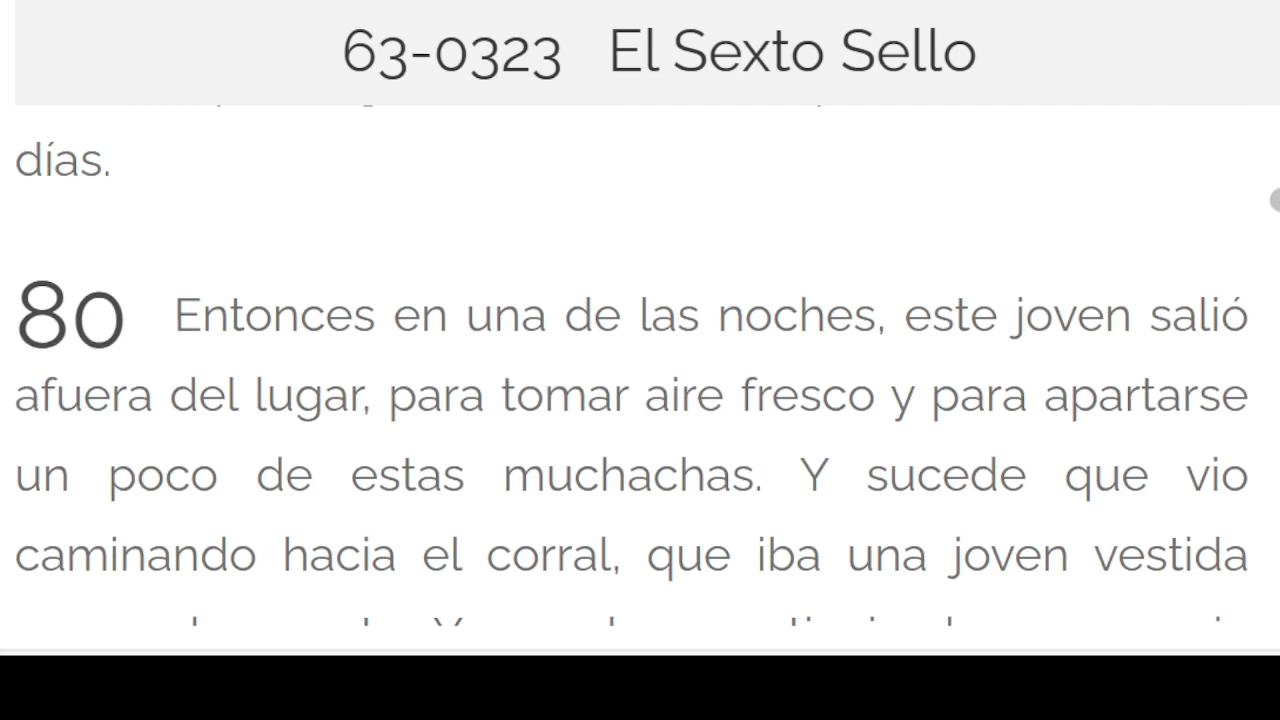 63-0323 El Sexto Sello
días.
80 Entonces en una de las noches, este joven salió
afuera del lugar, para tomar aire fresco y para apartarse
un poco de estas muchachas. Y sucede que vio
caminando hacia el corral, que iba una joven vestida